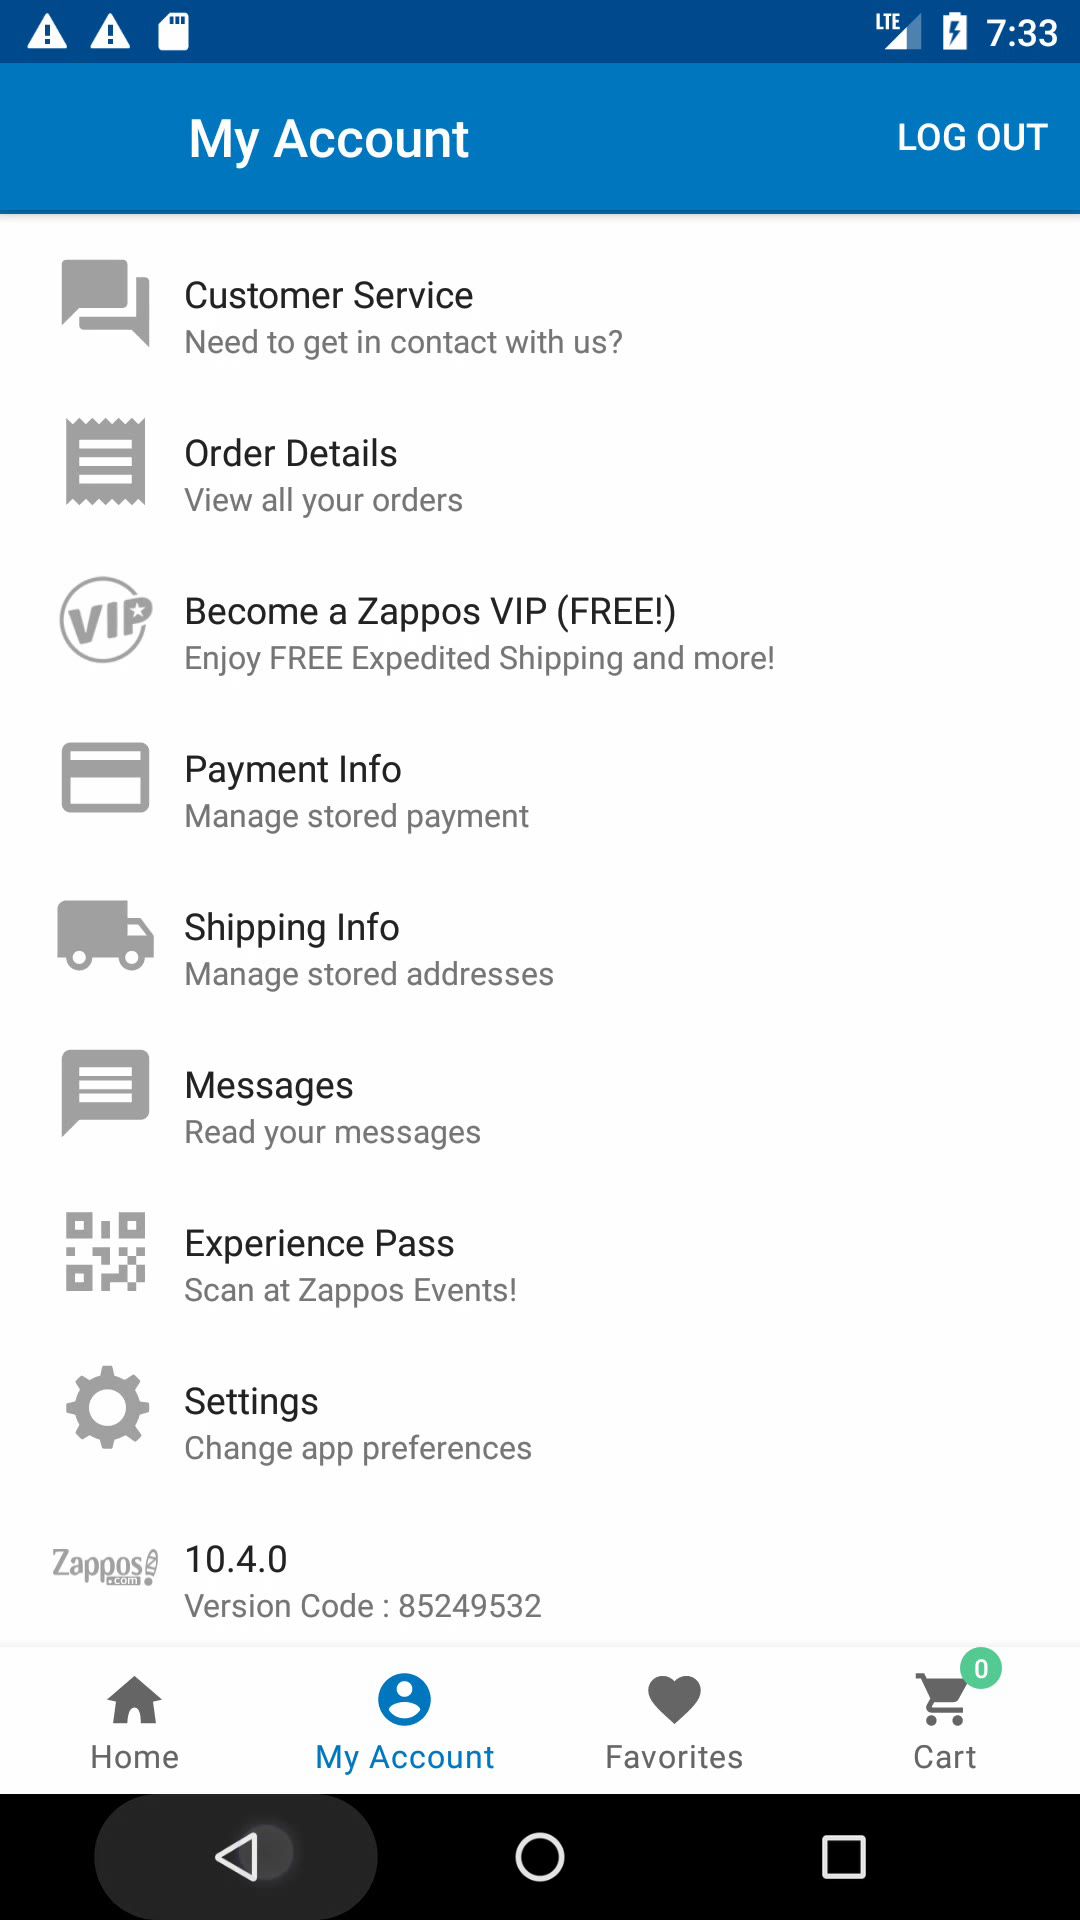 LTE 7:33
My Account
LOG OUT
Customer Service
Need to get in contact with us?
Order Details
View all your orders
VIP
Become a Zappos VIP (FREE!)
Enjoy FREE Expedited Shipping and more!
Payment Info
Manage stored payment
Shipping Info
Manage stored addresses
Messages
Read your messages
Experience Pass
Scan at Zappos Events!
Settings
Change app preferences
Zappos!
.com
10.4.0
Version Code : 85249532
0
Home
My Account
Favorites
Cart